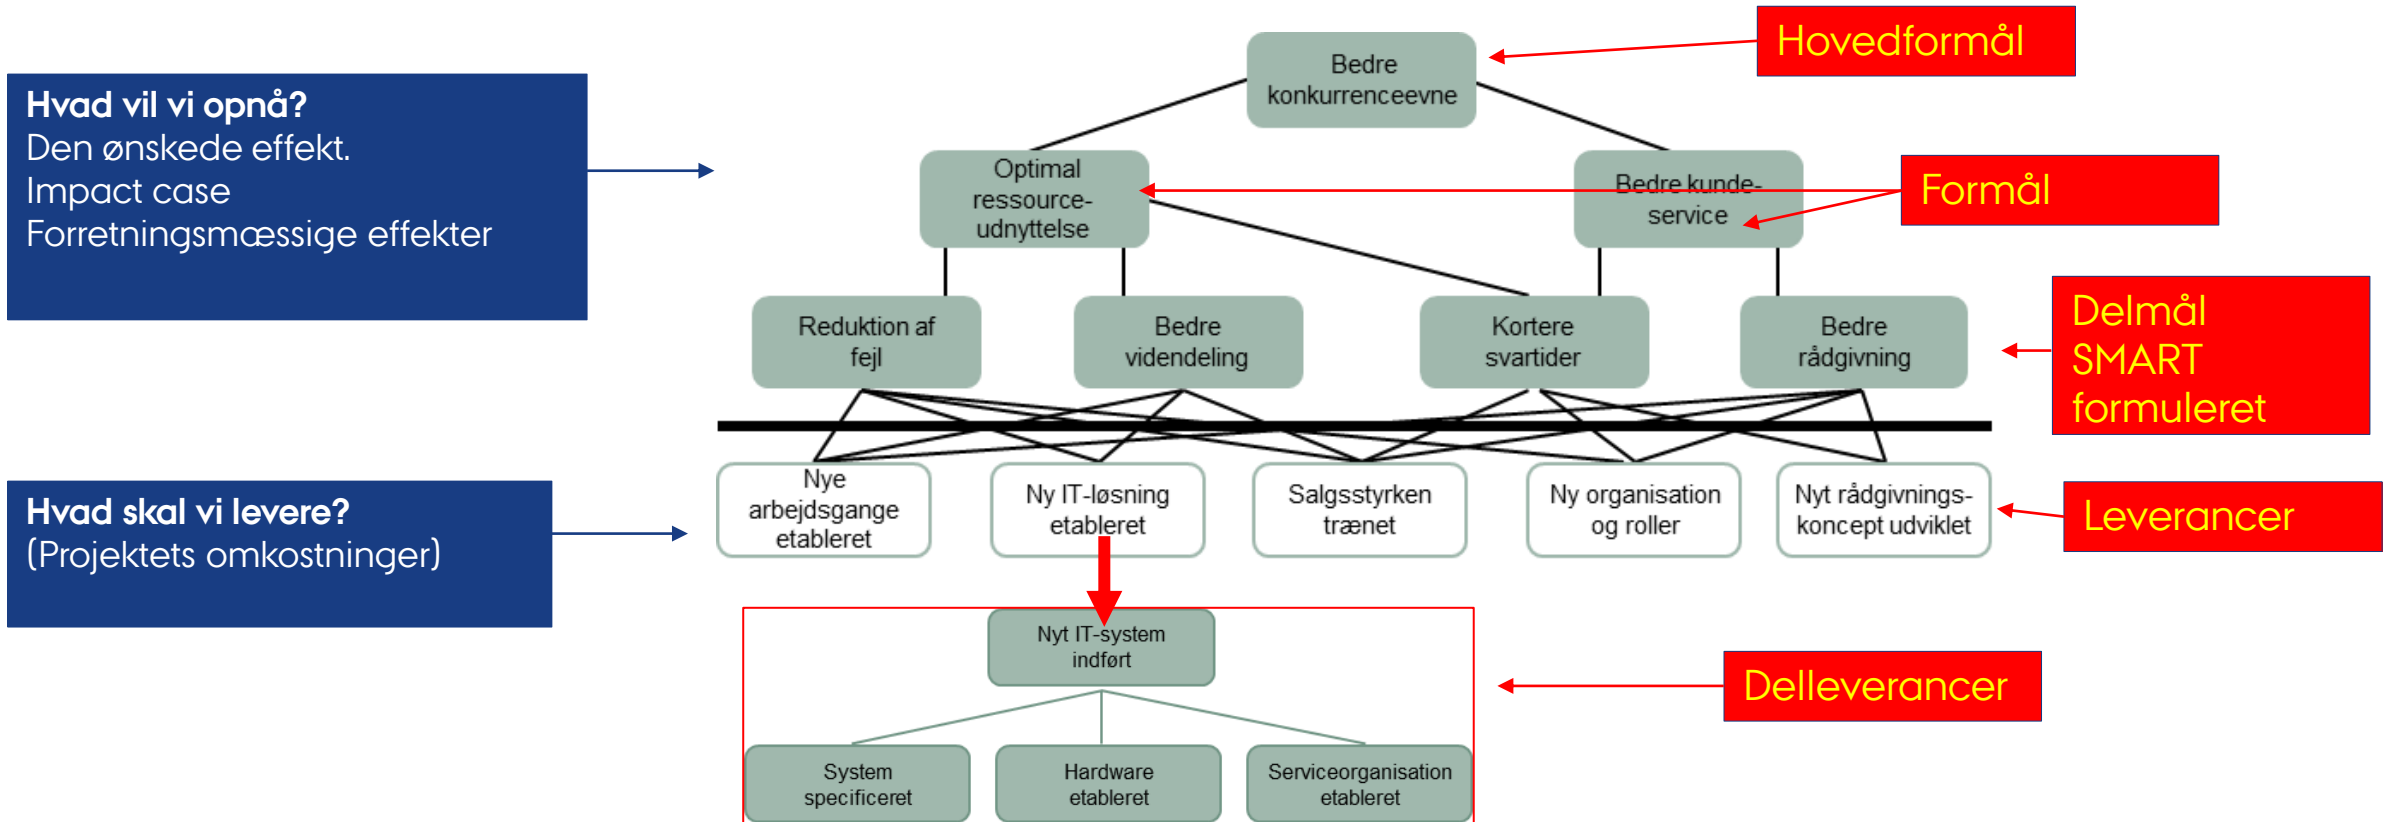 Hovedformål
Bedre
konkurrenceevne
Hvad vil vi opnå?
Den ønskede effekt.
Impact case
Forretningsmæssige effekter
Optimal
ressource-
udnyttelse
Bedre kunde-
service
Formål
Reduktion af
fejl
Bedre
videndeling
Kortere
svartider
Bedre
rådgivning
Delmål
SMART
formuleret
Hvad skal vi levere?
(Projektets omkostninger)
Nye
arbejdsgange
etableret
Ny IT-løsning
etableret
Salgsstyrken
trænet
Ny organisation
og roller
Nyt rådgivnings-
koncept udviklet
Leverancer
Nyt IT-system
indført
Delleverancer
System
specificeret
Hardware
etableret
Serviceorganisation
etableret